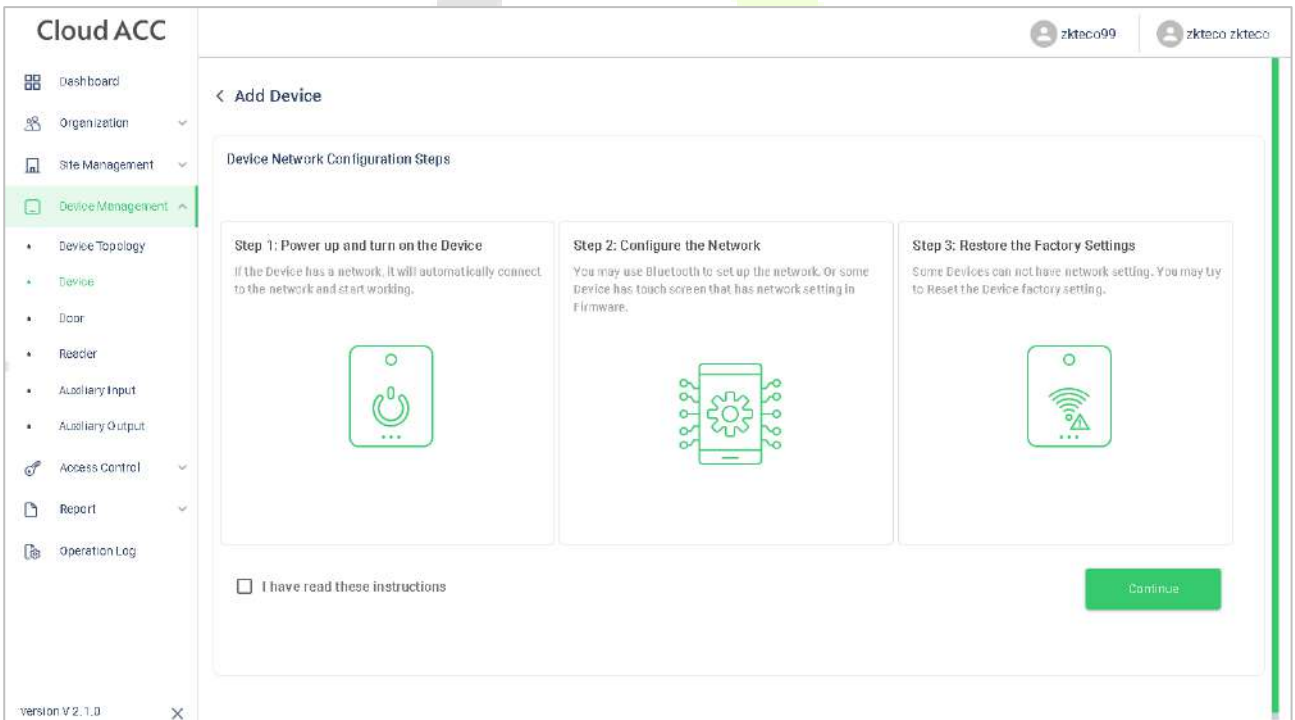 Cloud ACC
zkteco99
zkteco zkteco
Dashboard
Organization
Site Management
Device Management
Device Topology
Device
Door
Reader
Auxiliary Input
Auxiliary Output
Access Control
Report
Operation Log
version V 2.1.0
Add Device
Device Network Configuration Steps
Step 1: Power up and turn on the Device
If the Device has a network, it will automatically connect
to the network and start working.
Step 2: Configure the Network
You may use Bluetooth to set up the network. Or some
Device has touch screen that has network setting in
Firmware.
Step 3: Restore the Factory Settings
Some Devices can not have network setting. You may try
to Reset the Device factory setting.
I have read these instructions
Continue